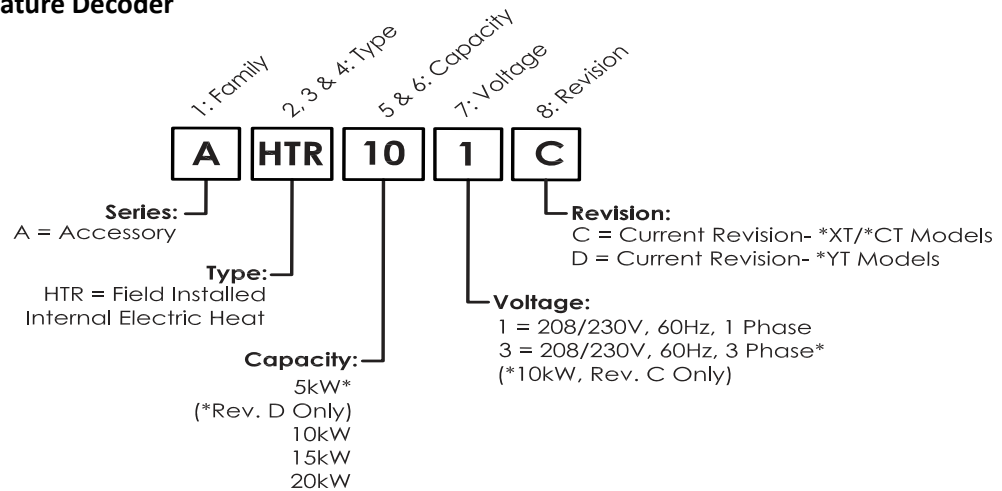 ature Decoder
1: Family
2, 3 & 4: Type
5 & 6: Capacity
7: Voltage
8: Revision
A
HTR
10
1
C
Series:
A = Accessory
Type:
HTR = Field Installed
Internal Electric Heat
Capacity:
5kW*
(*Rev. D Only)
10kW
15kW
20kW
Voltage:
1 = 208/230V, 60Hz, 1 Phase
3 = 208/230V, 60Hz, 3 Phase*
(*10kW, Rev. C Only)
Revision:
C = Current Revision- *XT/*CT Models
D = Current Revision- *YT Models